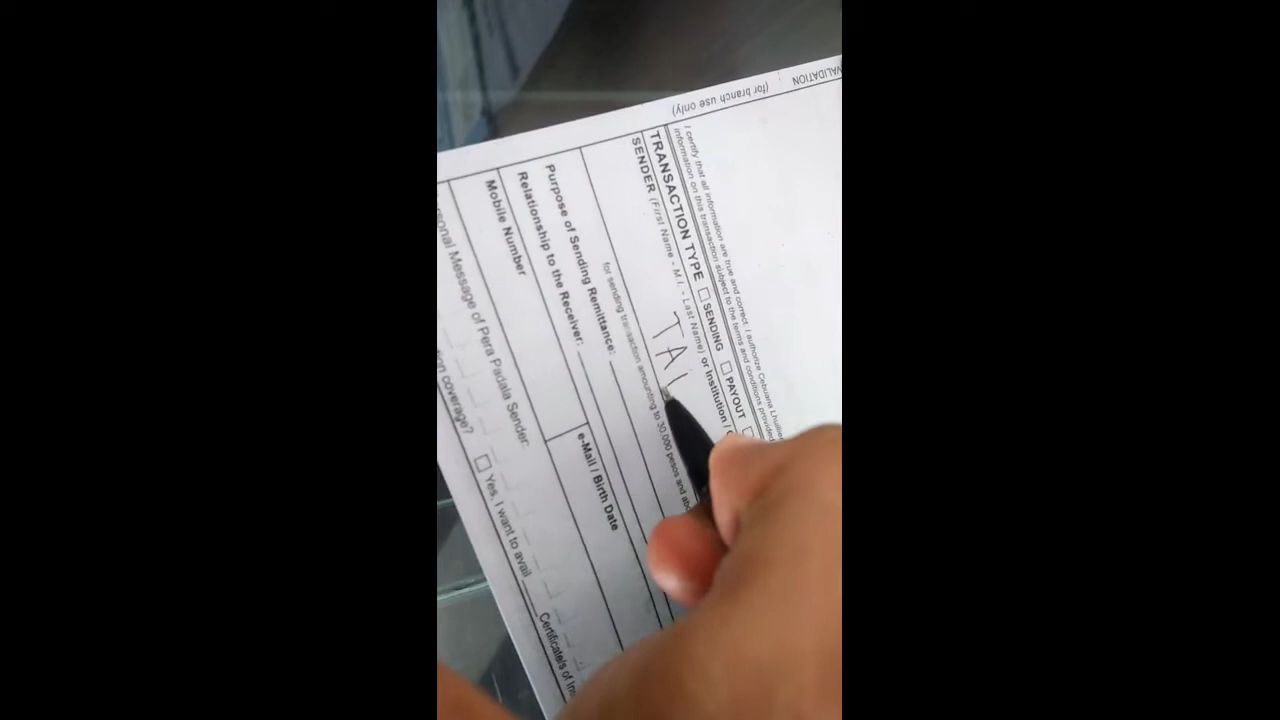 VALIDATION
(for branch use only)
I certify that all information are true and correct. I authorize Cebuana Lhuillier
information on this transaction subject to the terms and conditions provided
TRANSACTION TYPE ☐ SENDING ☐ PAYOUT ☐
SENDER (First Name - M.I. - Last Name) or Institution /
TA
for sending transaction amounting to 30,000 pesos and
Purpose of Sending Remittance:
Relationship to the Receiver:
Mobile Number
e-Mail / Birth Date
Message of Pera Padala Sender:
coverage? ☐ Yes, I want to avail ____ Certificate/s of